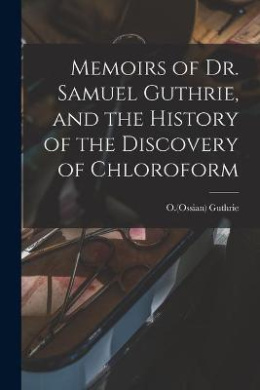 Memoirs of Dr.
Samuel Guthrie,
and the History
of the Discovery
of Chloroform
O.(Ossian) Guthrie